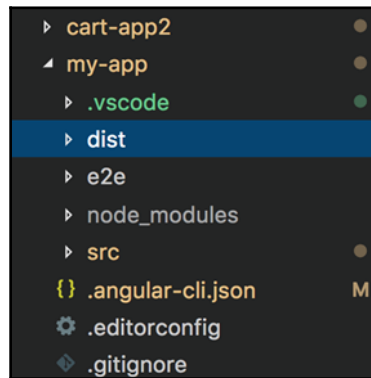 cart-app2
my-app
.vscode
dist
e2e
node_modules
src
{} .angular-cli.json M
.editorconfig
.gitignore